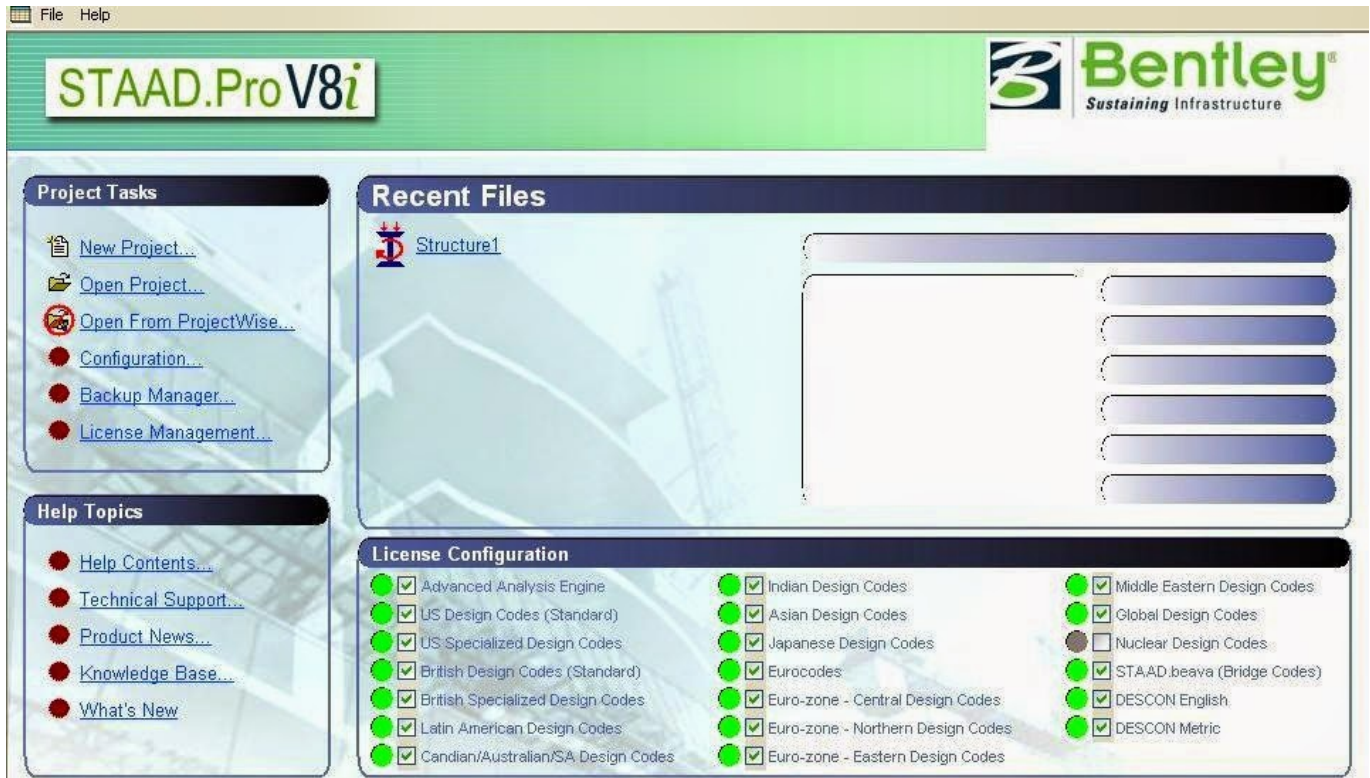 File Help
STAAD.Pro V8i
Bentley®
Sustaining Infrastructure
Project Tasks
New Project...
Open Project...
Open From ProjectWise...
Configuration...
Backup Manager...
License Management...
Recent Files
Structure1
Help Topics
Help Contents...
Technical Support...
Product News...
Knowledge Base...
What's New
License Configuration
Advanced Analysis Engine
US Design Codes (Standard)
US Specialized Design Codes
British Design Codes (Standard)
British Specialized Design Codes
Latin American Design Codes
Candian/Australian/SA Design Codes
Indian Design Codes
Asian Design Codes
Japanese Design Codes
Eurocodes
Euro-zone - Central Design Codes
Euro-zone - Northern Design Codes
Euro-zone - Eastern Design Codes
Middle Eastern Design Codes
Global Design Codes
Nuclear Design Codes
STAAD.beava (Bridge Codes)
DESCON English
DESCON Metric